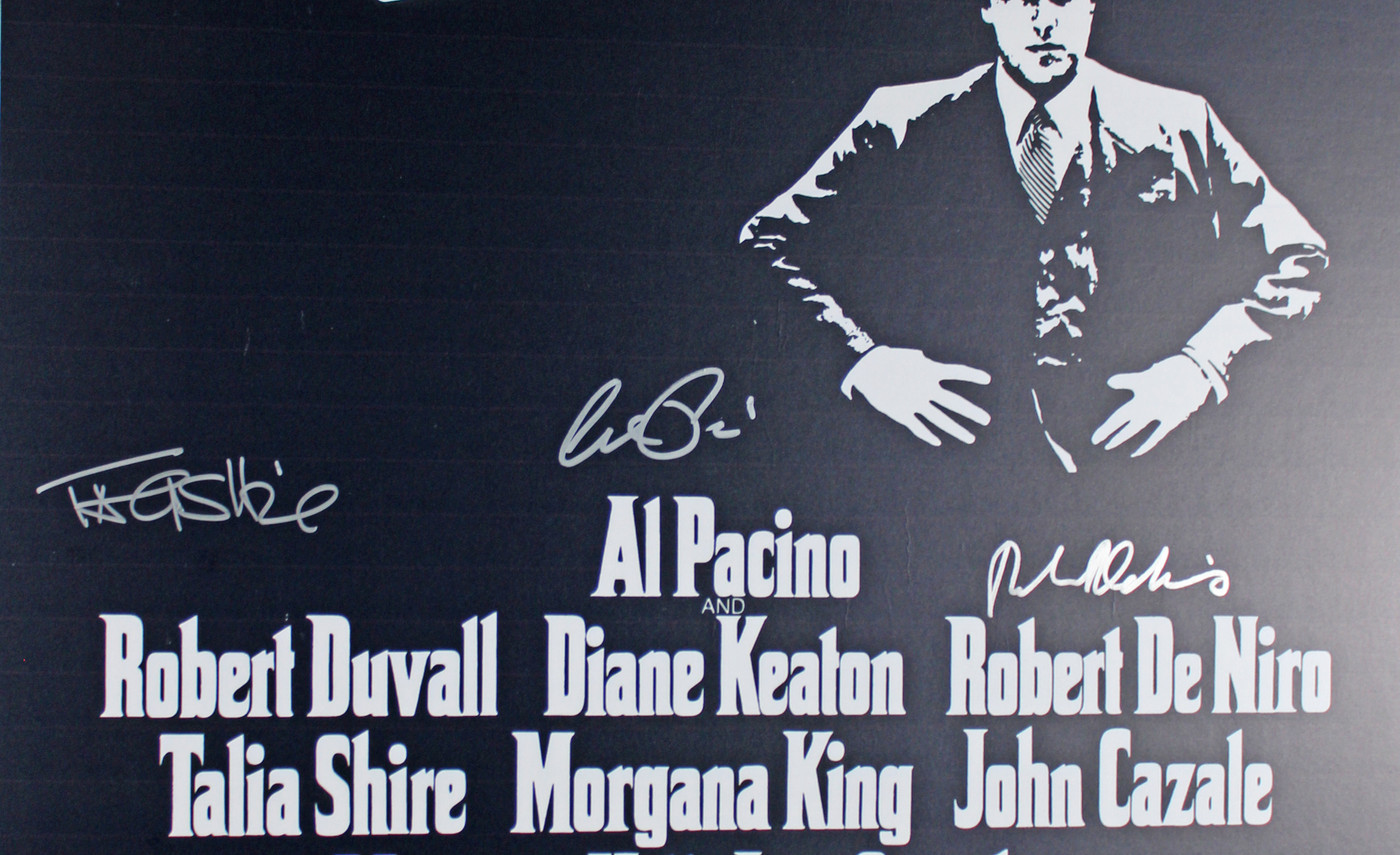 Al Pacino
AND
Robert Duvall Diane Keaton Robert De Niro
Talia Shire Morgana King John Cazale